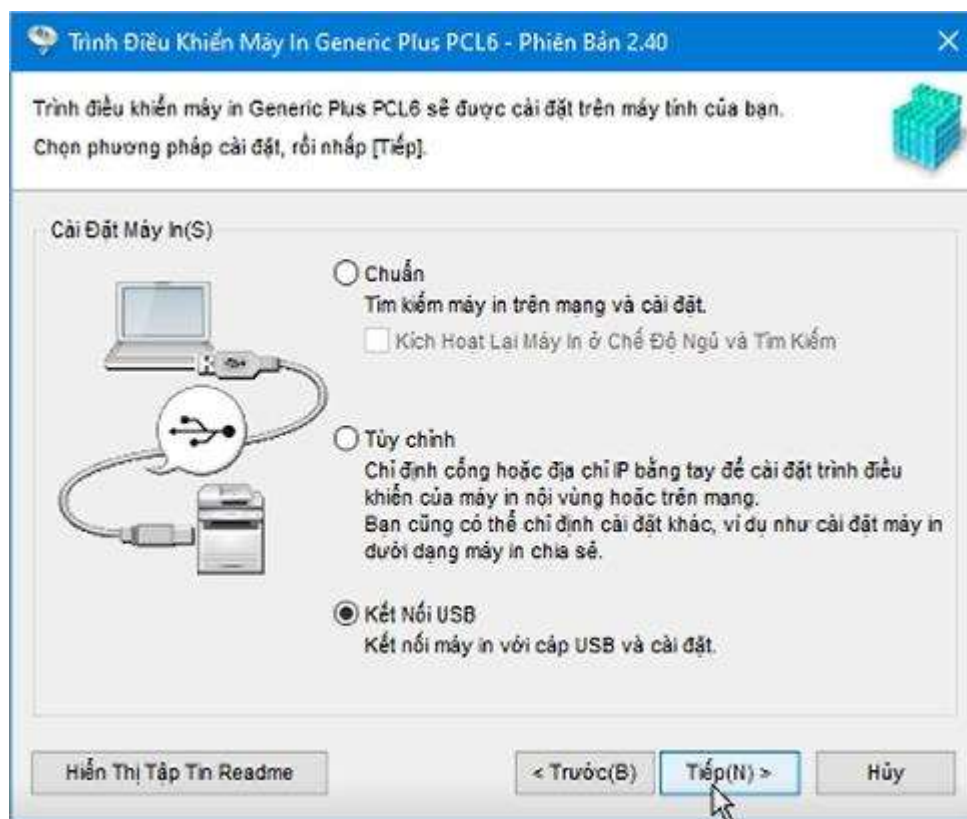 Trình Điều Khiển Máy In Generic Plus PCL6 - Phiên Bản 2.40
Trình điều khiển máy in Generic Plus PCL6 sẽ được cài đặt trên máy tính của bạn.
Chọn phương pháp cài đặt, rồi nhấp [Tiếp].
Cài Đặt Máy In(S)
Chuẩn
Tìm kiếm máy in trên mạng và cài đặt.
Kích Hoạt Lại Máy In ở Chế Độ Ngủ và Tìm Kiếm
Tùy chỉnh
Chỉ định cổng hoặc địa chỉ IP bằng tay để cài đặt trình điều
khiển của máy in nội vùng hoặc trên mạng.
Bạn cũng có thể chỉ định cài đặt khác, ví dụ như cài đặt máy in
dưới dạng máy in chia sẻ.
Kết Nối USB
Kết nối máy in với cáp USB và cài đặt.
Hiển Thị Tập Tin Readme
< Trước(B)
Tiếp(N) >
Hủy